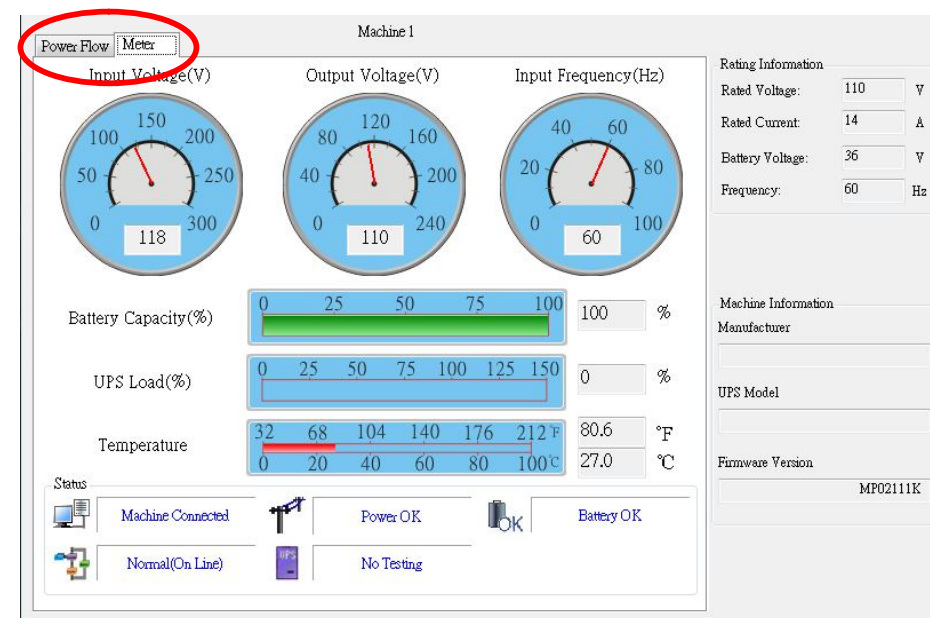 Machine 1
Power Flow Meter
Input Voltage(V) Output Voltage(V) Input Frequency(Hz)
0 50 100 150 200 250 300
118
0 40 80 120 160 200 240
110
0 20 40 60 80 100
60
Battery Capacity(%) 0 25 50 75 100 100 %
UPS Load(%) 0 25 50 75 100 125 150 0 %
Temperature
32 68 104 140 176 212 °F 80.6 °F
0 20 40 60 80 100 °C 27.0 °C
Status
Machine Connected Power OK OK Battery OK
Normal(On Line) UPS No Testing
Rating Information
Rated Voltage: 110 V
Rated Current: 14 A
Battery Voltage: 36 V
Frequency: 60 Hz
Machine Information
Manufacturer
UPS Model
Firmware Version
MP02111K